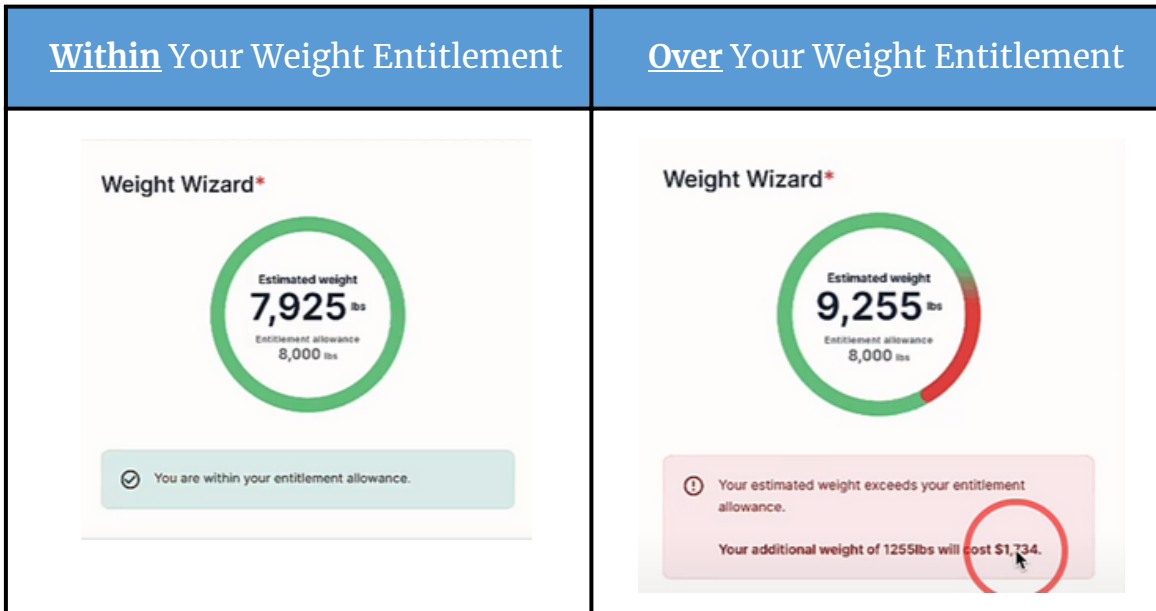 Within Your Weight Entitlement
Over Your Weight Entitlement
Weight Wizard*
Estimated weight
7,925 lbs
Entitlement allowance
8,000 lbs
You are within your entitlement allowance.
Weight Wizard*
Estimated weight
9,255 lbs
Entitlement allowance
8,000 lbs
Your estimated weight exceeds your entitlement
allowance.
Your additional weight of 1255lbs will cost $1,734.